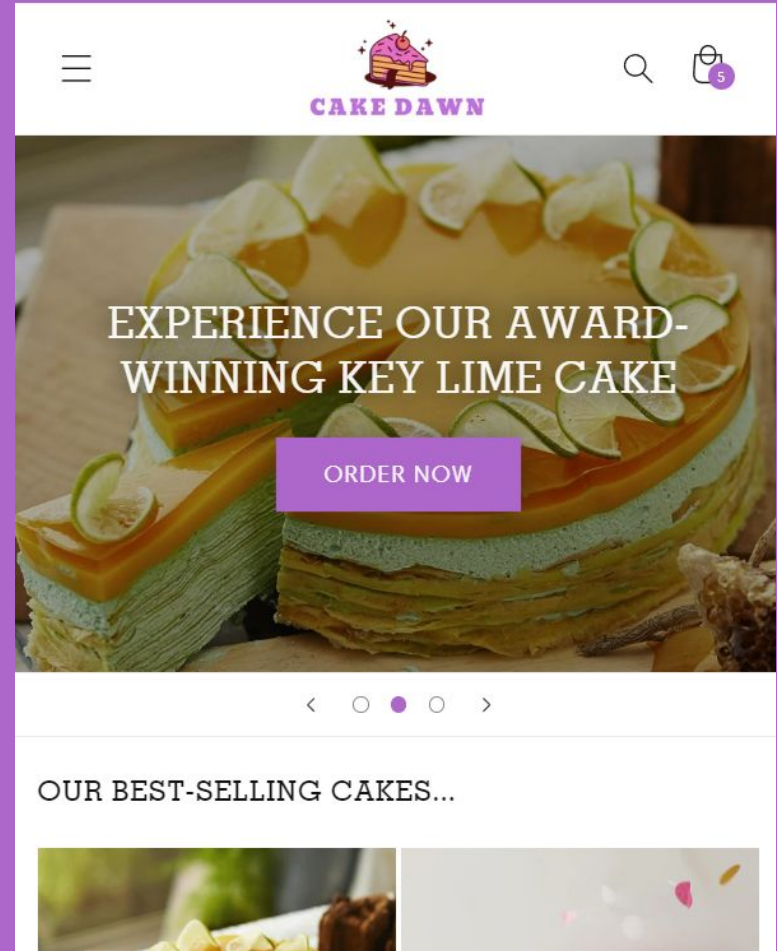 CAKE DAWN
5
EXPERIENCE OUR AWARD-
WINNING KEY LIME CAKE
ORDER NOW
OUR BEST-SELLING CAKES...